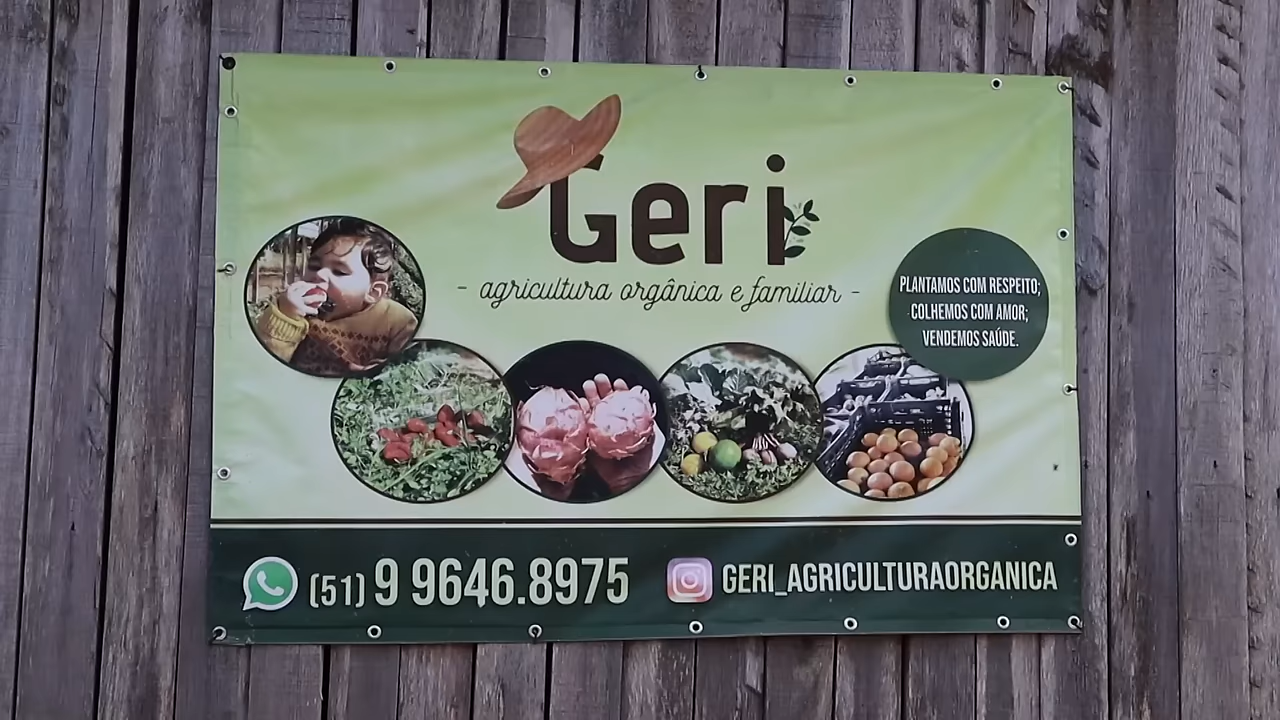 Geri
- agricultura orgânica e familiar -
PLANTAMOS COM RESPEITO;
COLHEMOS COM AMOR;
VENDEMOS SAÚDE.
(51) 9 9646.8975
GERI_AGRICULTURAORGANICA